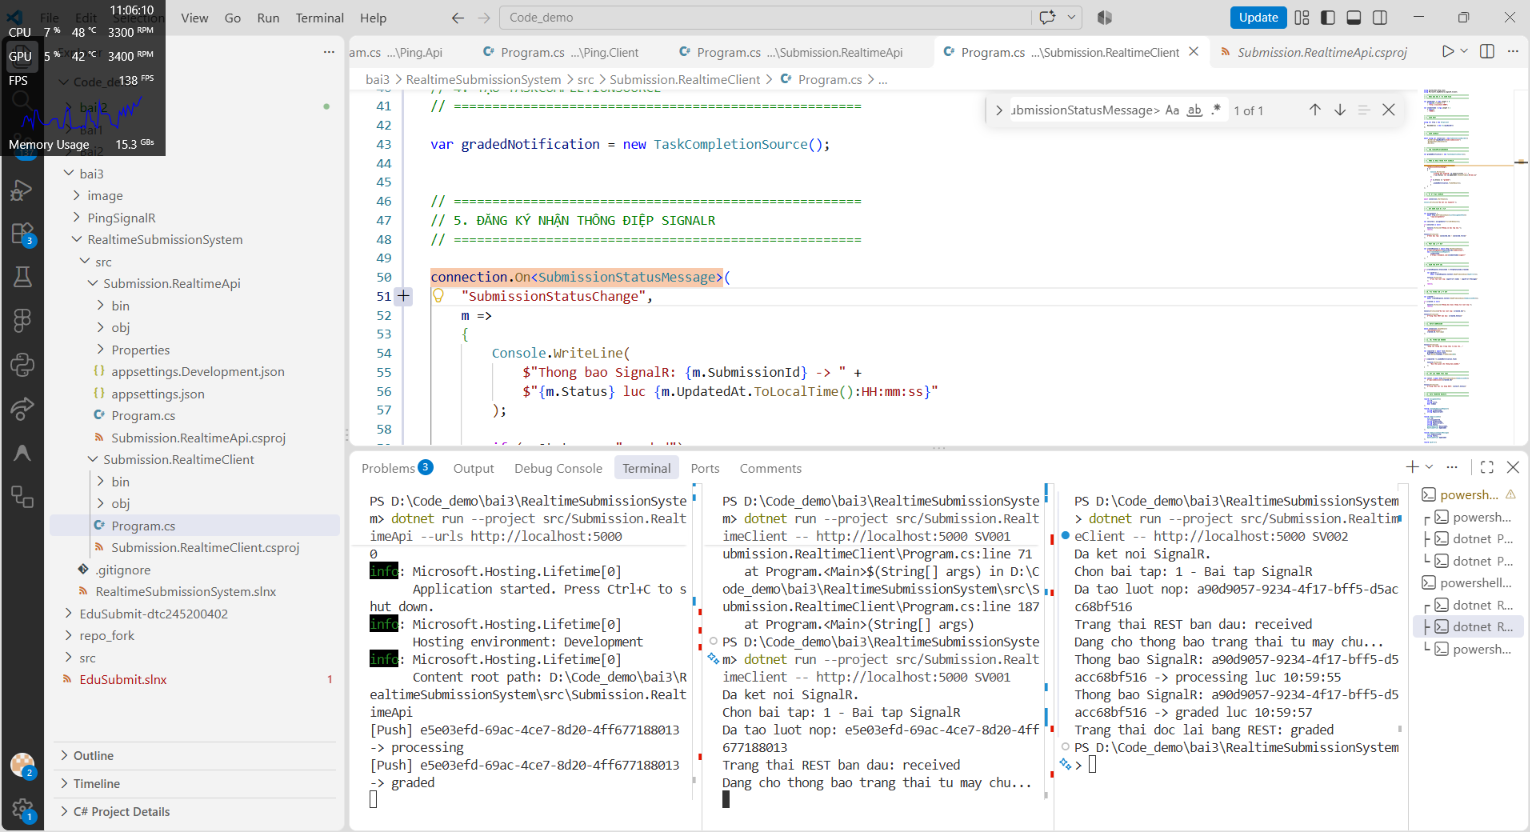 11:06:10
CPU 7 % 48 °C 3300 RPM
GPU 5 % 42 °C 3400 RPM
FPS 138 FPS
Memory Usage 15.3 GBs
File Edit Selection View Go Run Terminal Help
Code_demo
Update
am.cs ...\Ping.Api
Program.cs ...\Ping.Client
Program.cs ...\Submission.RealtimeApi
Program.cs ...\Submission.RealtimeClient
Submission.RealtimeApi.csproj
bai3 > RealtimeSubmissionSystem > src > Submission.RealtimeClient > Program.cs > ...
bai3
image
PingSignalR
RealtimeSubmissionSystem
src
Submission.RealtimeApi
bin
obj
Properties
appsettings.Development.json
appsettings.json
Program.cs
Submission.RealtimeApi.csproj
Submission.RealtimeClient
bin
obj
Program.cs
Submission.RealtimeClient.csproj
.gitignore
RealtimeSubmissionSystem.slnx
EduSubmit-dtc245200402
repo_fork
src
EduSubmit.slnx 1
Outline
Timeline
C# Project Details
ubmissionStatusMessage> Aa ab .* 1 of 1
41 // =====================================================
42
43 var gradedNotification = new TaskCompletionSource();
44
45
46 // =====================================================
47 // 5. ĐĂNG KÝ NHẬN THÔNG ĐIỆP SIGNALR
48 // =====================================================
49
50 connection.On<SubmissionStatusMessage>(
51 "SubmissionStatusChange",
52 m =>
53 {
54 Console.WriteLine(
55 $"Thong bao SignalR: {m.SubmissionId} -> " +
56 $"{m.Status} luc {m.UpdatedAt.ToLocalTime():HH:mm:ss}"
57 );
58
Problems 3 Output Debug Console Terminal Ports Comments
PS D:\Code_demo\bai3\RealtimeSubmissionSyste
m> dotnet run --project src/Submission.Realt
imeApi --urls http://localhost:5000
0
info: Microsoft.Hosting.Lifetime[0]
Application started. Press Ctrl+C to s
hut down.
info: Microsoft.Hosting.Lifetime[0]
Hosting environment: Development
info: Microsoft.Hosting.Lifetime[0]
Content root path: D:\Code_demo\bai3\R
ealtimeSubmissionSystem\src\Submission.Realt
imeApi
[Push] e5e03efd-69ac-4ce7-8d20-4ff677188013
-> processing
[Push] e5e03efd-69ac-4ce7-8d20-4ff677188013
-> graded
PS D:\Code_demo\bai3\RealtimeSubmissionSyste
m> dotnet run --project src/Submission.Realt
imeClient -- http://localhost:5000 SV001
ubmission.RealtimeClient\Program.cs:line 71
at Program.<Main>$(String[] args) in D:\C
ode_demo\bai3\RealtimeSubmissionSystem\src\S
ubmission.RealtimeClient\Program.cs:line 187
at Program.<Main>(String[] args)
PS D:\Code_demo\bai3\RealtimeSubmissionSyste
m> dotnet run --project src/Submission.Realt
imeClient -- http://localhost:5000 SV001
Da ket noi SignalR.
Chon bai tap: 1 - Bai tap SignalR
Da tao luot nop: e5e03efd-69ac-4ce7-8d20-4ff
677188013
Trang thai REST ban dau: received
Dang cho thong bao trang thai tu may chu...
PS D:\Code_demo\bai3\RealtimeSubmissionSystem
> dotnet run --project src/Submission.Realtim
eClient -- http://localhost:5000 SV002
Da ket noi SignalR.
Chon bai tap: 1 - Bai tap SignalR
Da tao luot nop: a90d9057-9234-4f17-bff5-d5ac
c68bf516
Trang thai REST ban dau: received
Dang cho thong bao trang thai tu may chu...
Thong bao SignalR: a90d9057-9234-4f17-bff5-d5
acc68bf516 -> processing luc 10:59:55
Thong bao SignalR: a90d9057-9234-4f17-bff5-d5
acc68bf516 -> graded luc 10:59:57
Trang thai doc lai bang REST: graded
PS D:\Code_demo\bai3\RealtimeSubmissionSystem
>
powersh...
powersh...
dotnet P...
dotnet P...
powershell...
dotnet R...
dotnet R...
powersh...